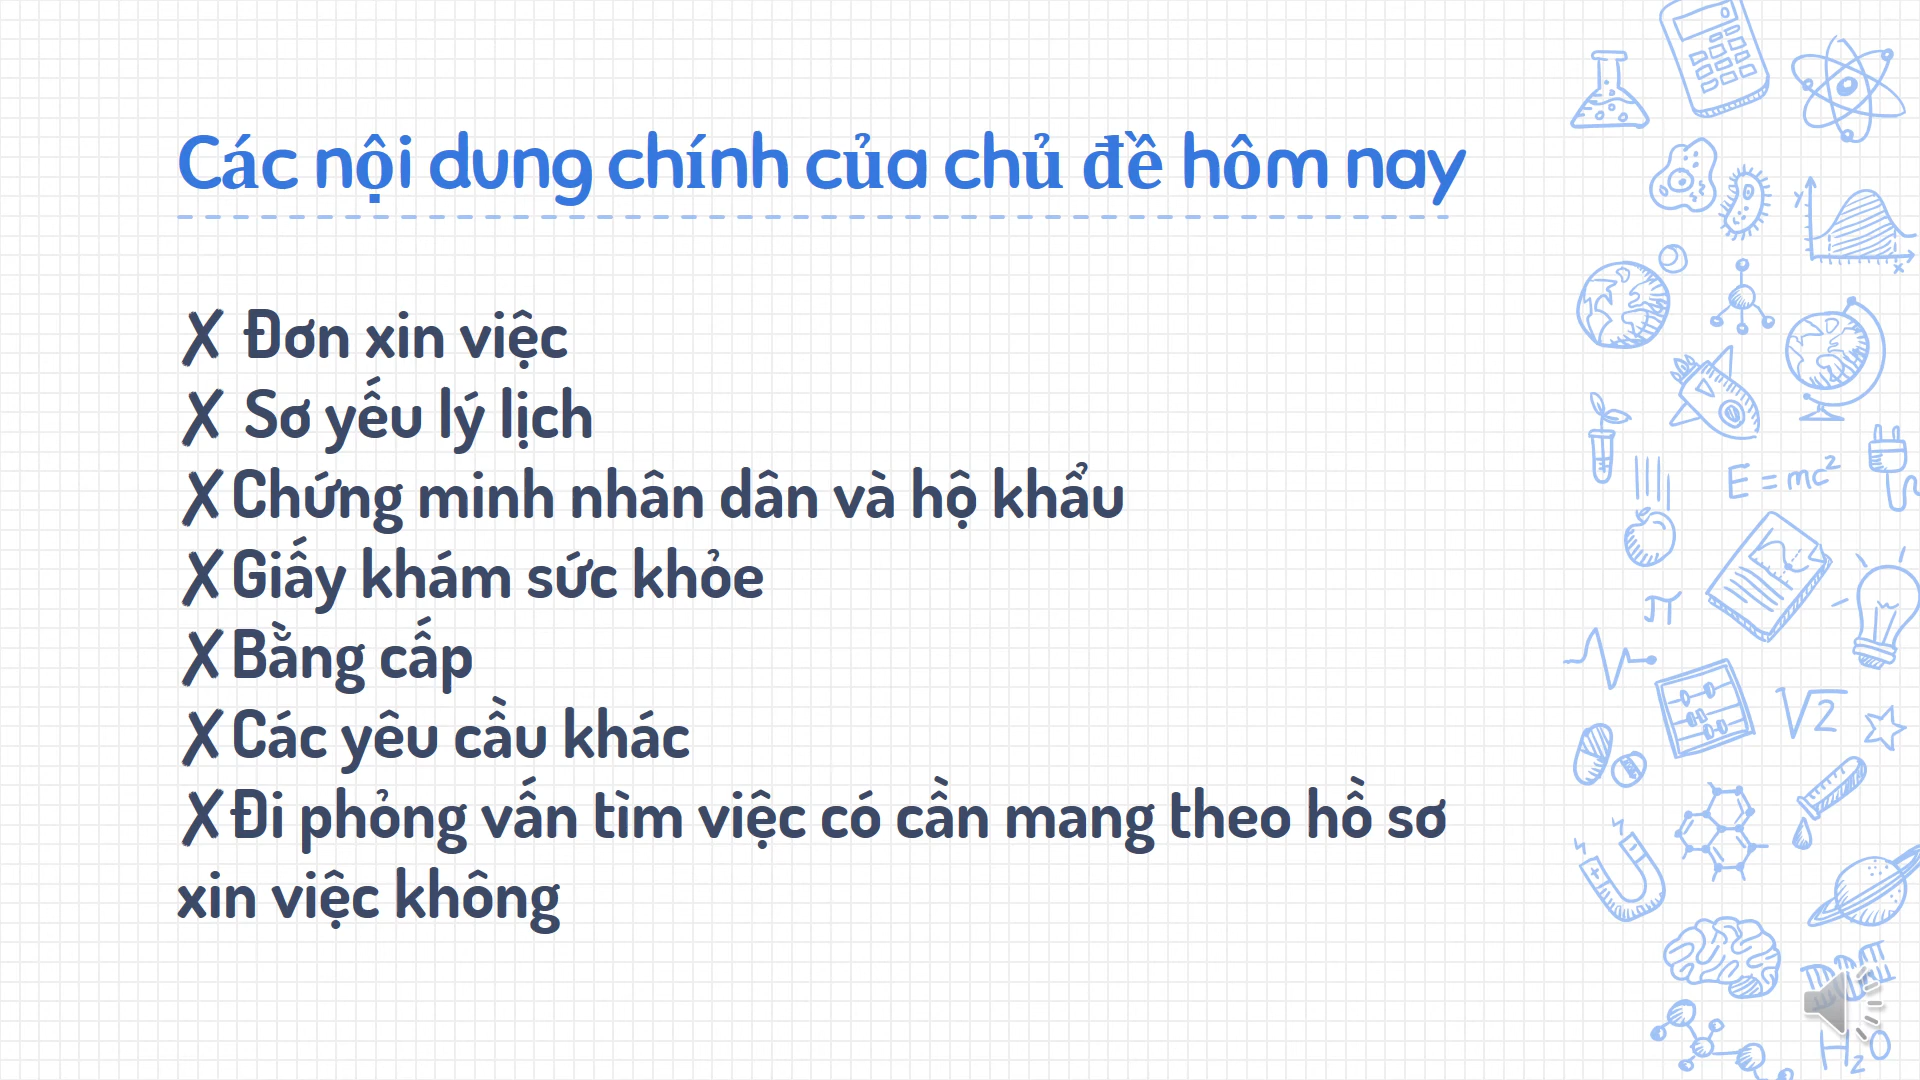 Các nội dung chính của chủ đề hôm nay
✗ Đơn xin việc
✗ Sơ yếu lý lịch
✗Chứng minh nhân dân và hộ khẩu
✗Giấy khám sức khỏe
✗Bằng cấp
✗Các yêu cầu khác
✗Đi phỏng vấn tìm việc có cần mang theo hồ sơ
xin việc không
y
x
E = mc²
π
√2
H₂O